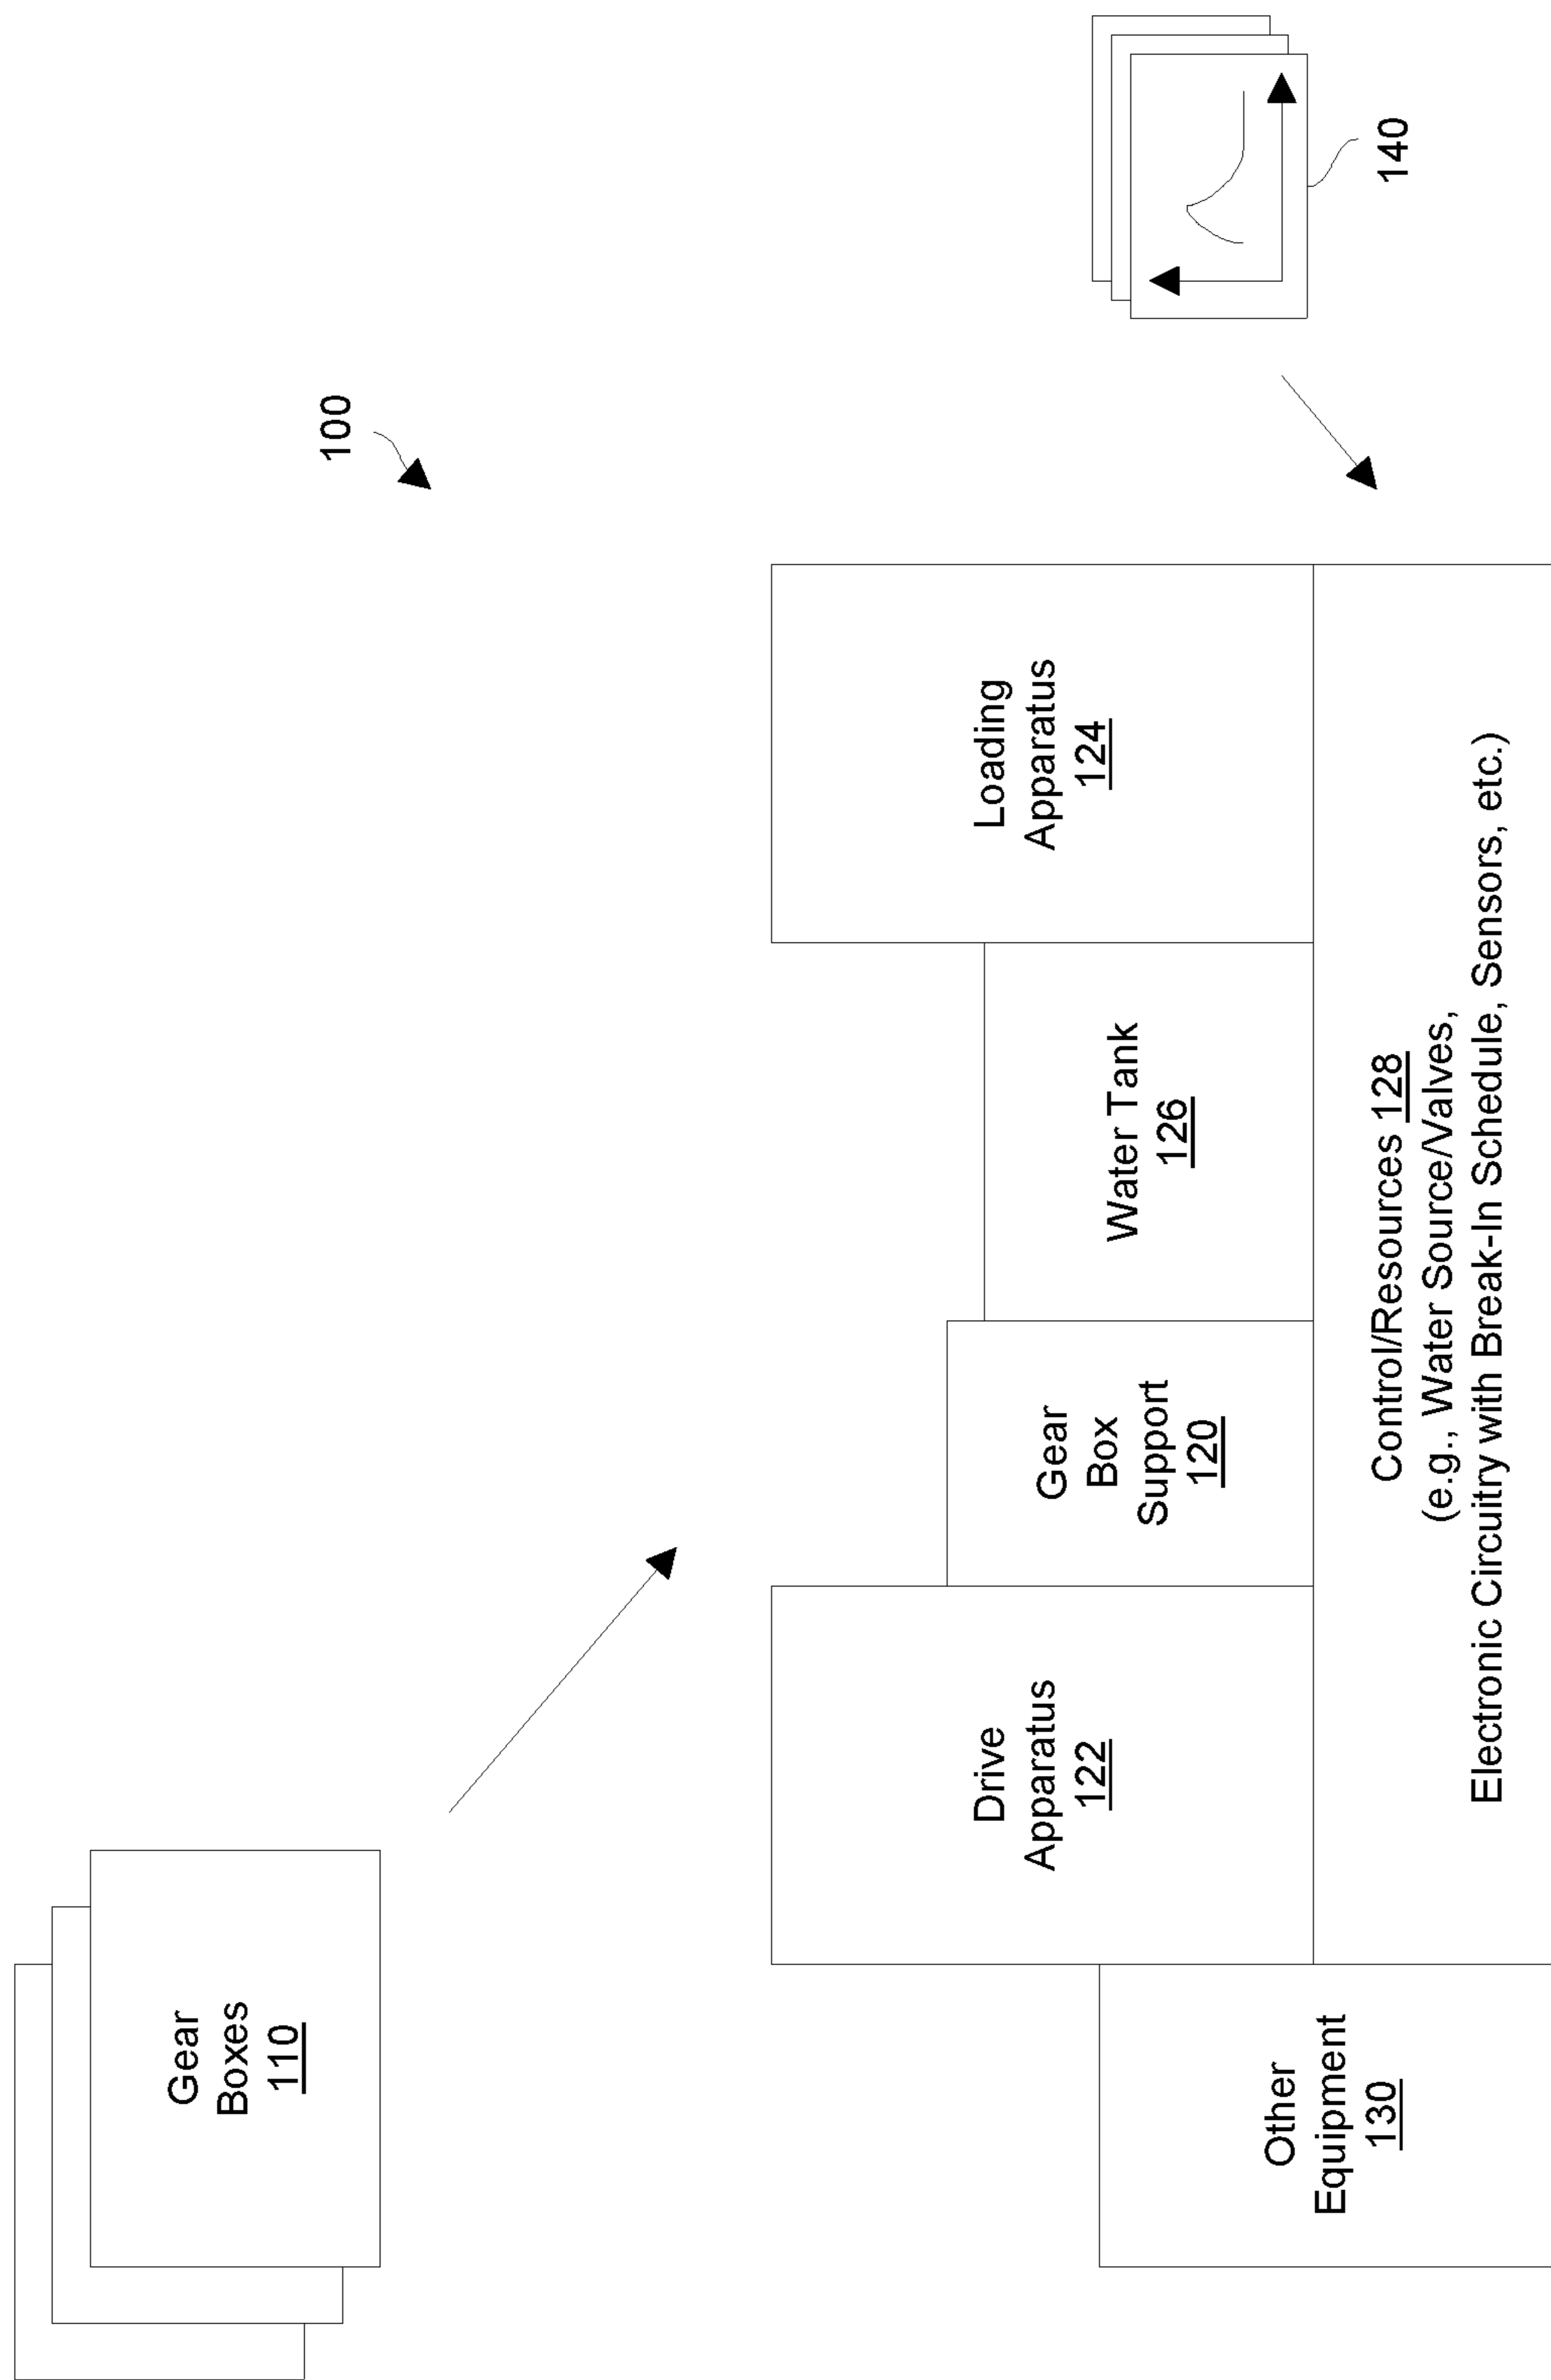 100
Gear
Boxes
110
140
Drive
Apparatus
122
Gear
Box
Support
120
Water Tank
126
Loading
Apparatus
124
Other
Equipment
130
Control/Resources 128
(e.g., Water Source/Valves,
Electronic Circuitry with Break-In Schedule, Sensors, etc.)